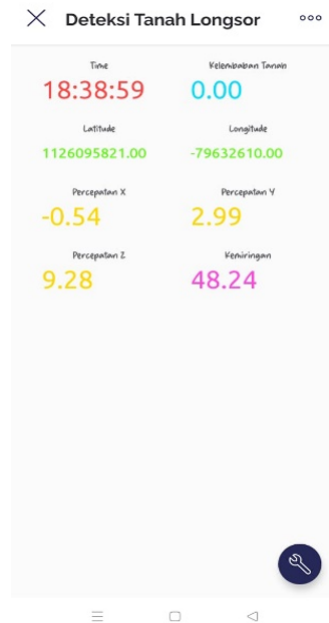 Deteksi Tanah Longsor
Time
Kelembaban Tanah
18:38:59
0.00
Latitude
Longitude
1126095821.00
-79632610.00
Percepatan X
Percepatan Y
-0.54
2.99
Percepatan Z
Kemiringan
9.28
48.24